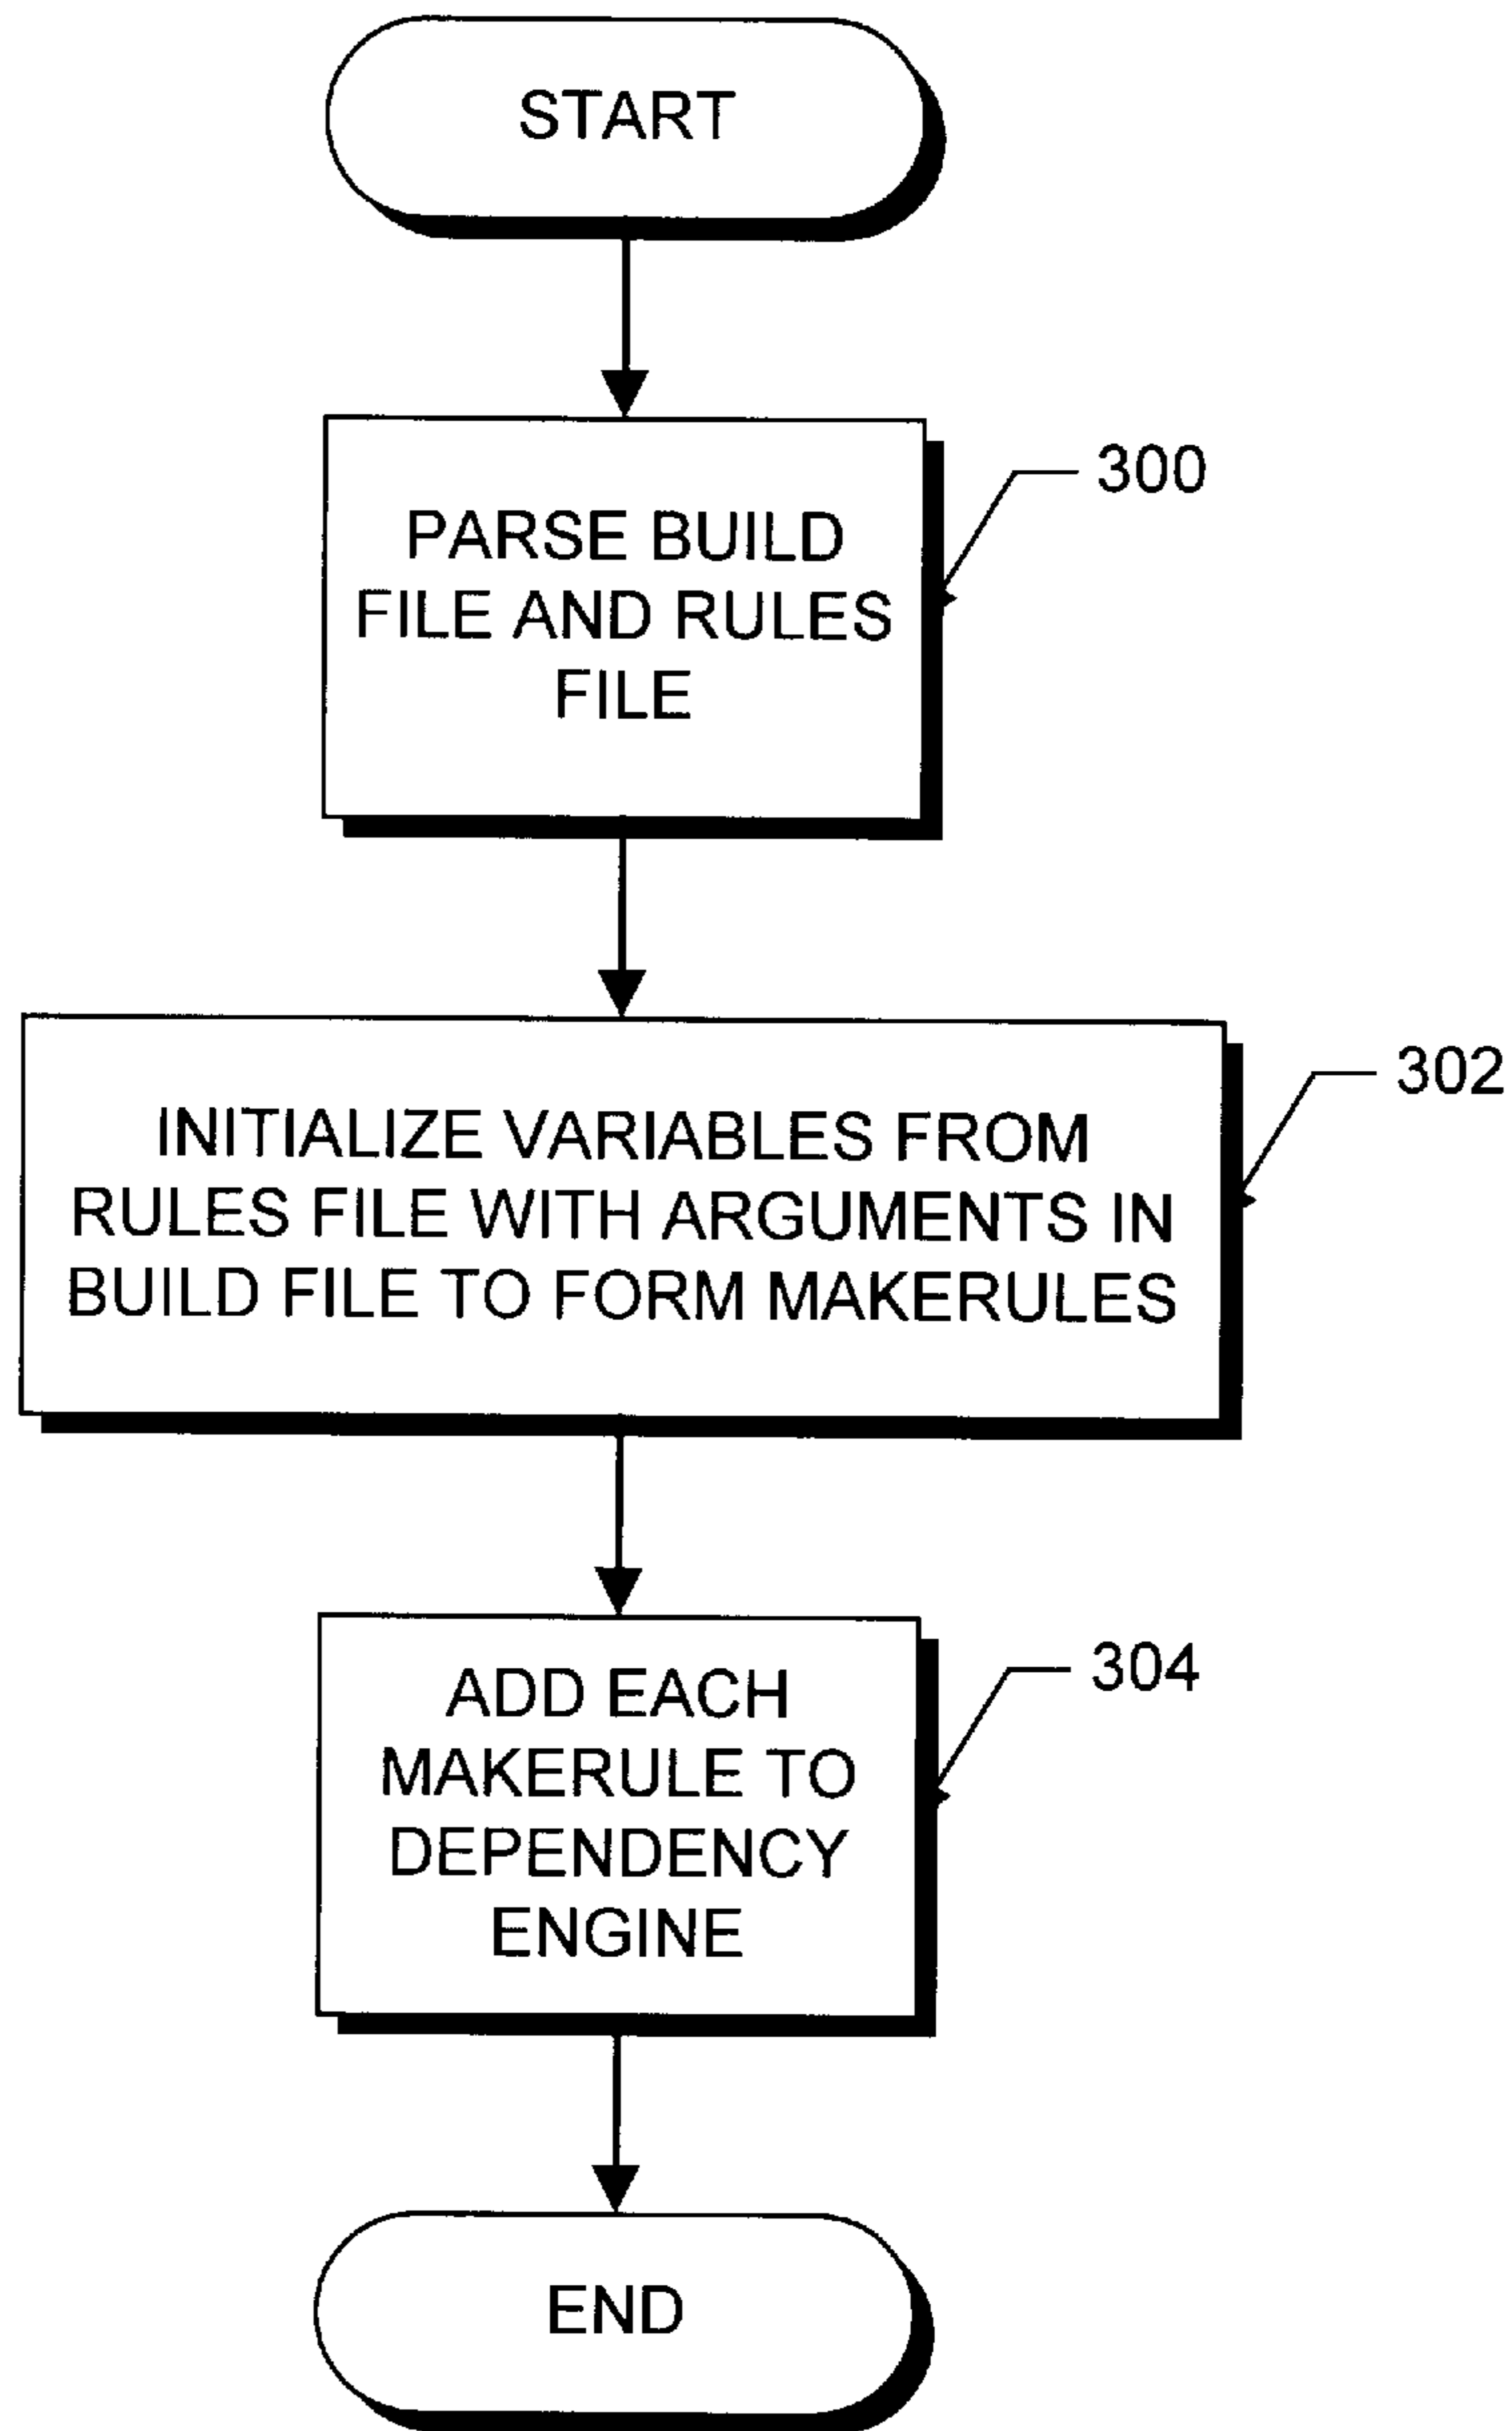 START
300
PARSE BUILD
FILE AND RULES
FILE
302
INITIALIZE VARIABLES FROM
RULES FILE WITH ARGUMENTS IN
BUILD FILE TO FORM MAKERULES
304
ADD EACH
MAKERULE TO
DEPENDENCY
ENGINE
END